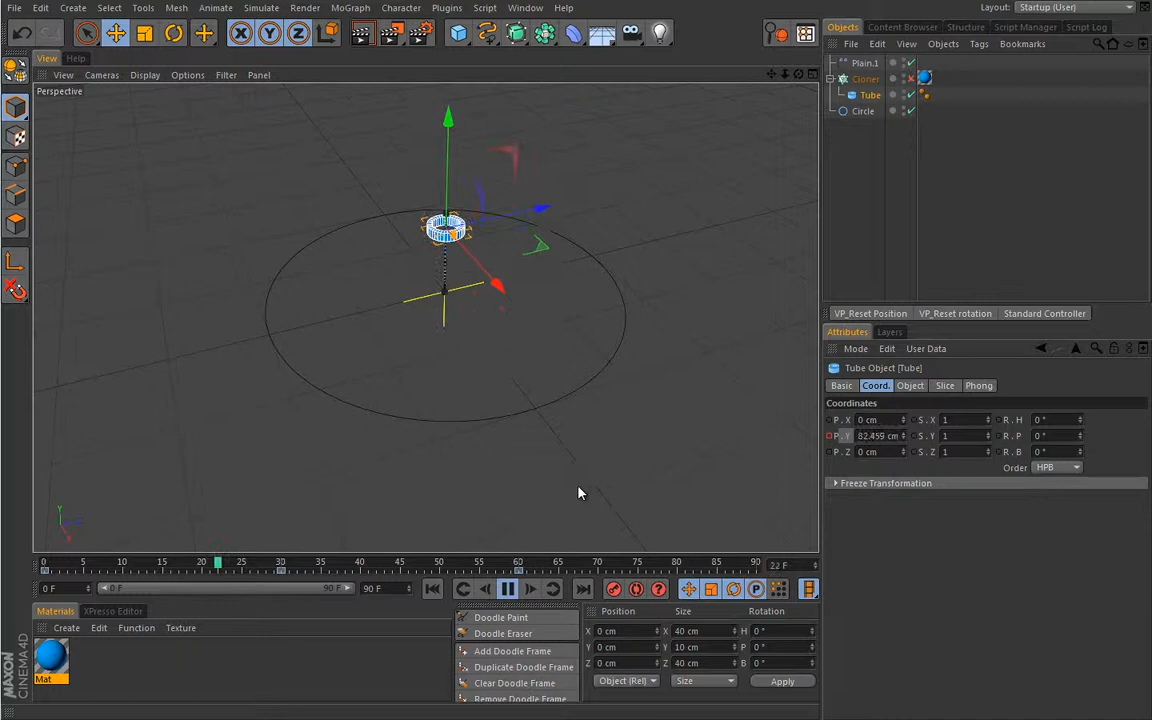 File Edit Create Select Tools Mesh Animate Simulate Render MoGraph Character Plugins Script Window Help Layout: Startup (User)
X Y Z
Objects Content Browser Structure Script Manager Script Log
View Help
File Edit View Objects Tags Bookmarks
View Cameras Display Options Filter Panel
Plain.1
Cloner
Tube
Circle
Perspective
VP_Reset Position VP_Reset rotation Standard Controller
Attributes Layers
Mode Edit User Data
Tube Object [Tube]
Basic Coord. Object Slice Phong
Coordinates
P . X 0 cm S . X 1 R . H 0 °
P . Y 82.459 cm S . Y 1 R . P 0 °
P . Z 0 cm S . Z 1 R . B 0 °
Order HPB
Freeze Transformation
Y
0 5 10 15 20 25 30 35 40 45 50 55 60 65 70 75 80 85 90 22 F
0 F 0 F 90 F 90 F
Materials XPresso Editor
Create Edit Function Texture
Mat
MAXON
CINEMA4D
Doodle Paint
Doodle Eraser
Add Doodle Frame
Duplicate Doodle Frame
Clear Doodle Frame
Remove Doodle Frame
Position Size Rotation
X 0 cm X 40 cm H 0 °
Y 0 cm Y 10 cm P 0 °
Z 0 cm Z 40 cm B 0 °
Object (Rel) Size Apply